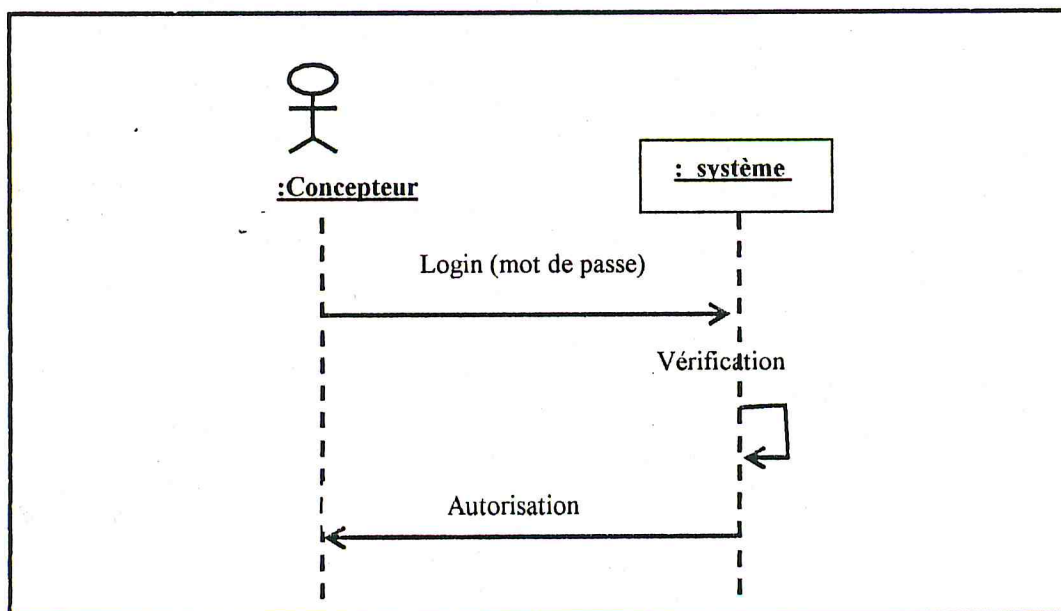 :Concepteur
: système
Login (mot de passe)
Vérification
Autorisation